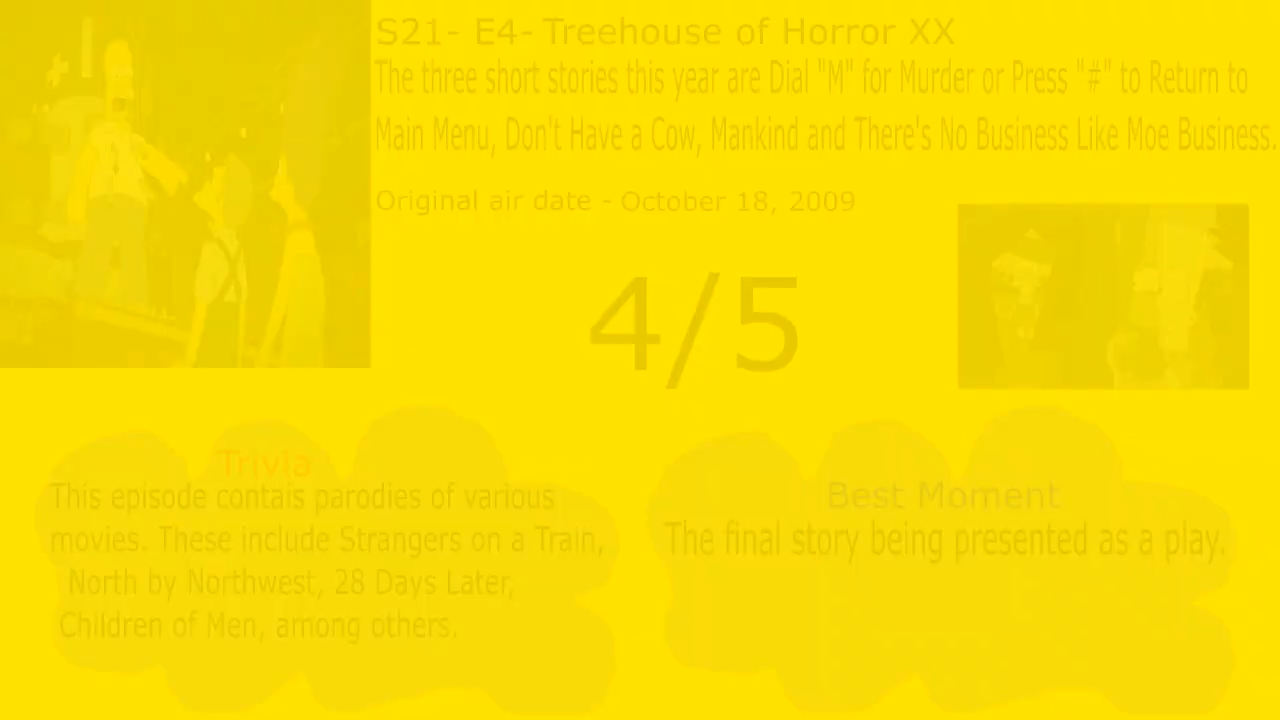 S21- E4- Treehouse of Horror XX
The three short stories this year are Dial "M" for Murder or Press "#" to Return to
Main Menu, Don't Have a Cow, Mankind and There's No Business Like Moe Business.
Original air date - October 18, 2009
4/5
Trivia
This episode contais parodies of various
movies. These include Strangers on a Train,
North by Northwest, 28 Days Later,
Children of Men, among others.
Best Moment
The final story being presented as a play.